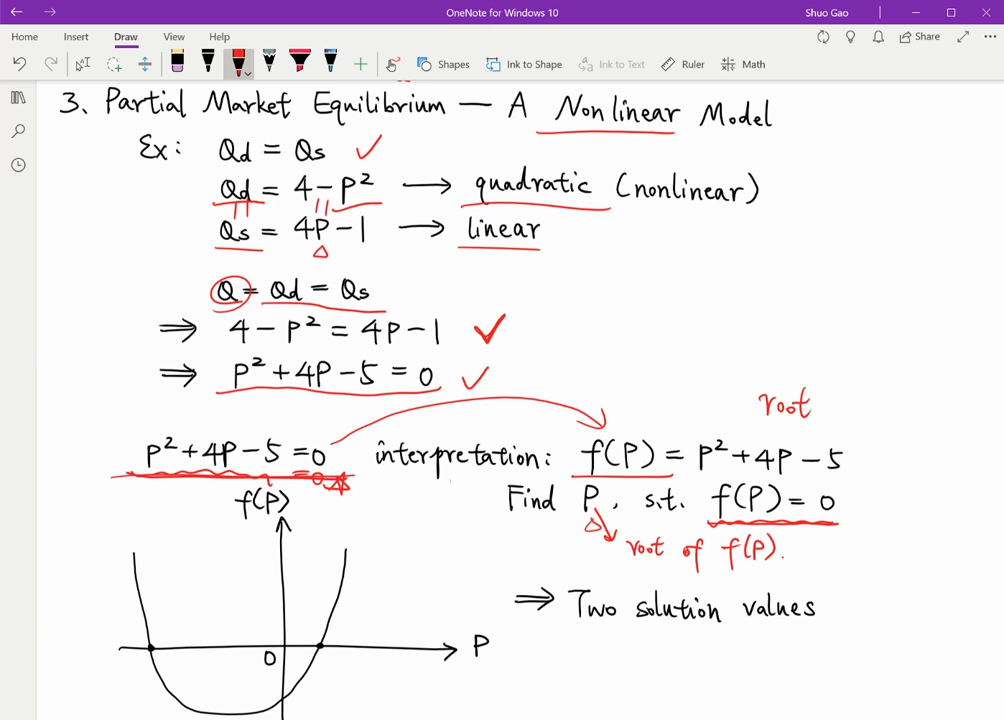 OneNote for Windows 10
Shuo Gao
Home Insert Draw View Help
Share
Shapes
Ink to Shape
Ink to Text
Ruler
Math
3、Partial Market Equilibrium — A Nonlinear Model
Ex: Qd = Qs ✓
Qd = 4 - P² → quadratic (nonlinear)
Qs = 4P - 1 → linear
Q = Qd = Qs
⇒ 4 - P² = 4P - 1 ✓
⇒ P² + 4P - 5 = 0 ✓
root
P² + 4P - 5 = 0 interpretation: f(P) = P² + 4P - 5
= 0
f(P)
Find P, s.t. f(P) = 0
root of f(P).
⇒ Two solution values
0
P